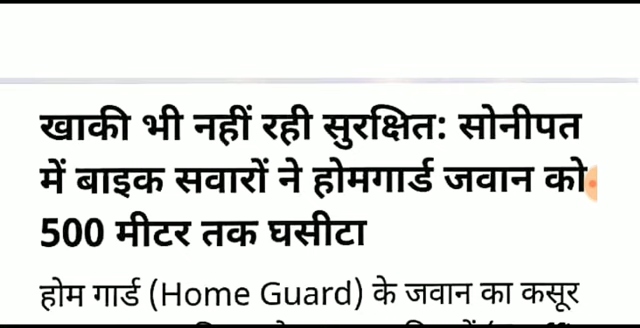 खाकी भी नहीं रही सुरक्षित: सोनीपत
में बाइक सवारों ने होमगार्ड जवान को
500 मीटर तक घसीटा
होम गार्ड (Home Guard) के जवान का कसूर